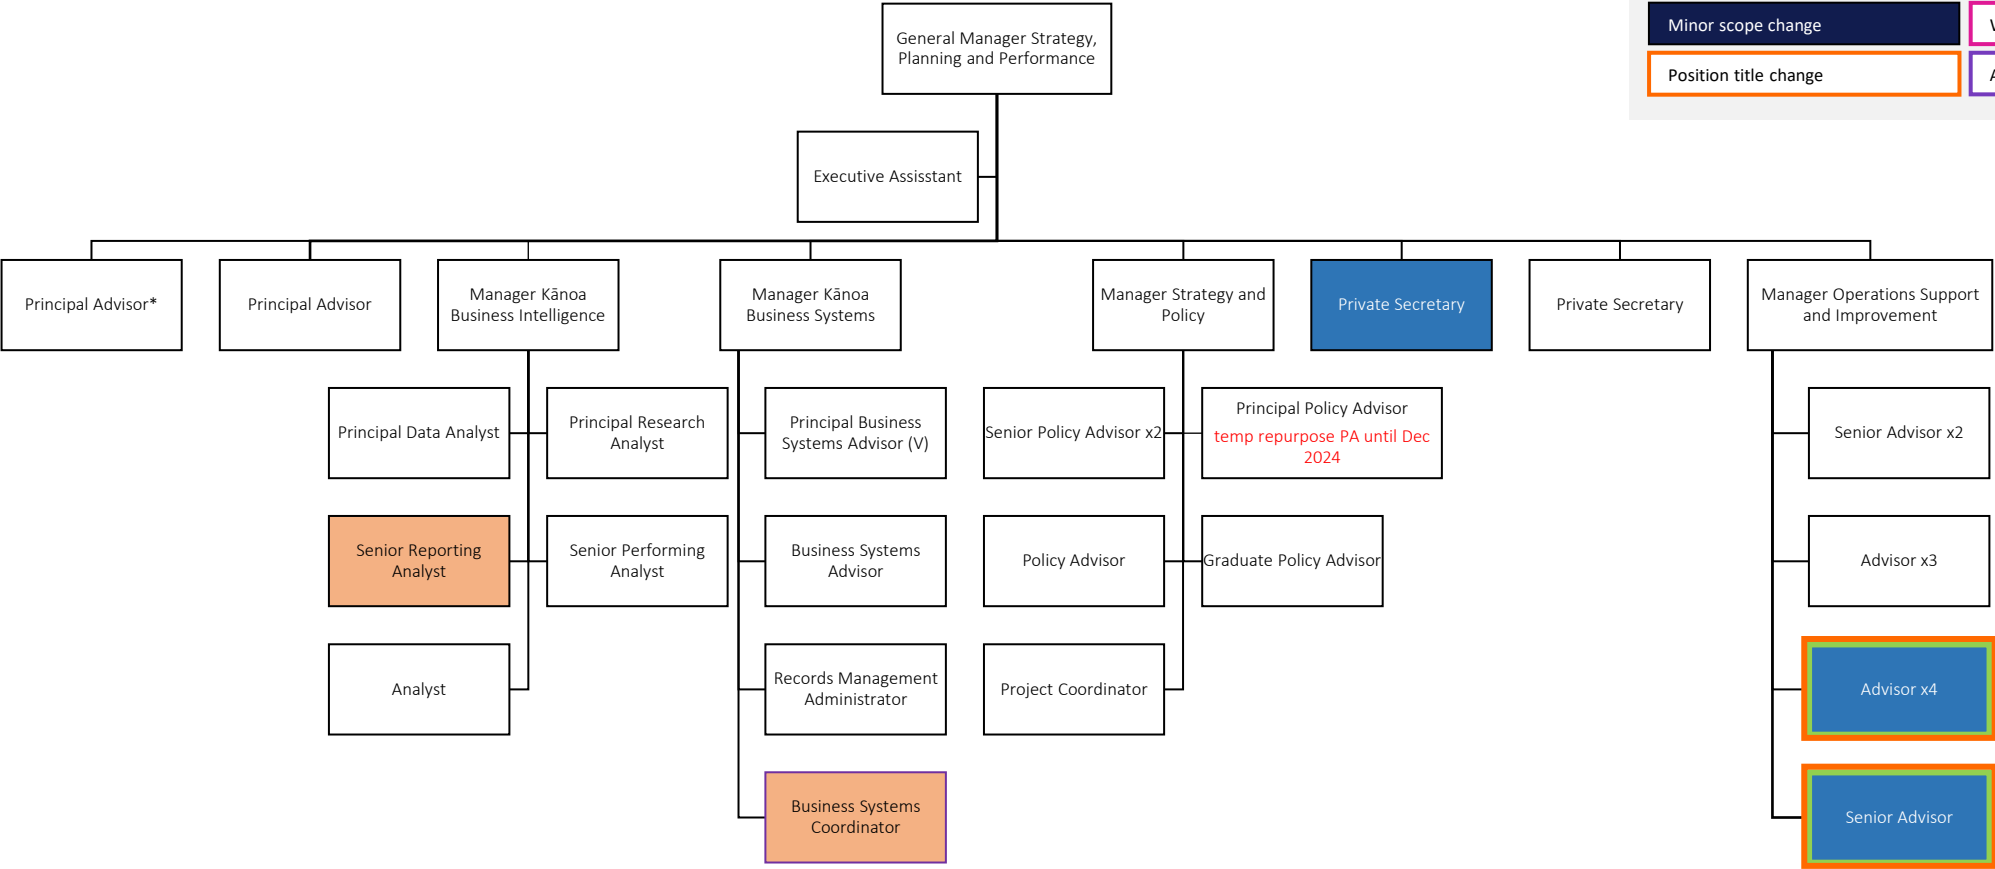 General Manager Strategy,
Planning and Performance
Minor scope change
Position title change
Executive Assisstant
Principal Advisor*
Principal Advisor
Manager Kānoa
Business Intelligence
Manager Kānoa
Business Systems
Manager Strategy and
Policy
Private Secretary
Private Secretary
Manager Operations Support
and Improvement
Principal Data Analyst
Principal Research
Analyst
Principal Business
Systems Advisor (V)
Senior Policy Advisor x2
Principal Policy Advisor
temp repurpose PA until Dec
2024
Senior Advisor x2
Senior Reporting
Analyst
Senior Performing
Analyst
Business Systems
Advisor
Policy Advisor
Graduate Policy Advisor
Advisor x3
Analyst
Records Management
Administrator
Project Coordinator
Advisor x4
Business Systems
Coordinator
Senior Advisor